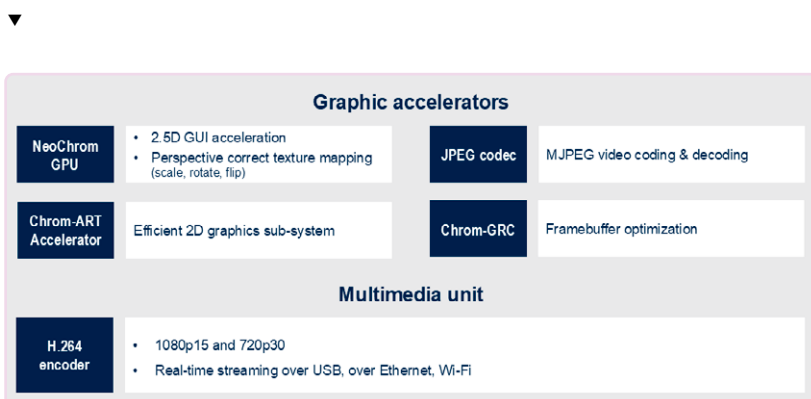 Graphic accelerators
NeoChrom
GPU
• 2.5D GUI acceleration
• Perspective correct texture mapping
(scale, rotate, flip)
JPEG codec
MJPEG video coding & decoding
Chrom-ART
Accelerator
Efficient 2D graphics sub-system
Chrom-GRC
Framebuffer optimization
Multimedia unit
H.264
encoder
• 1080p15 and 720p30
• Real-time streaming over USB, over Ethernet, Wi-Fi